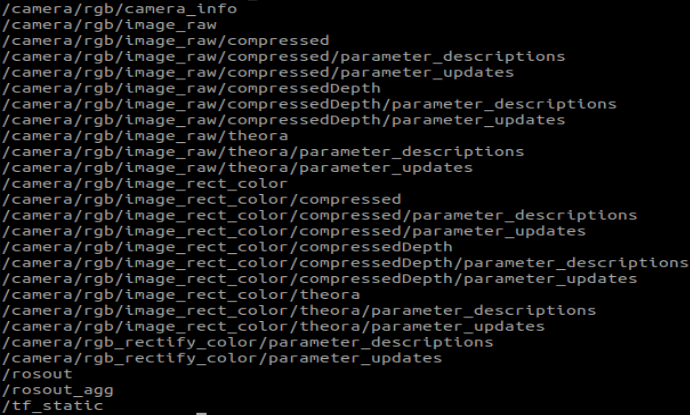 /camera/rgb/camera_info
/camera/rgb/image_raw
/camera/rgb/image_raw/compressed
/camera/rgb/image_raw/compressed/parameter_descriptions
/camera/rgb/image_raw/compressed/parameter_updates
/camera/rgb/image_raw/compressedDepth
/camera/rgb/image_raw/compressedDepth/parameter_descriptions
/camera/rgb/image_raw/compressedDepth/parameter_updates
/camera/rgb/image_raw/theora
/camera/rgb/image_raw/theora/parameter_descriptions
/camera/rgb/image_raw/theora/parameter_updates
/camera/rgb/image_rect_color
/camera/rgb/image_rect_color/compressed
/camera/rgb/image_rect_color/compressed/parameter_descriptions
/camera/rgb/image_rect_color/compressed/parameter_updates
/camera/rgb/image_rect_color/compressedDepth
/camera/rgb/image_rect_color/compressedDepth/parameter_descriptions
/camera/rgb/image_rect_color/compressedDepth/parameter_updates
/camera/rgb/image_rect_color/theora
/camera/rgb/image_rect_color/theora/parameter_descriptions
/camera/rgb/image_rect_color/theora/parameter_updates
/camera/rgb_rectify_color/parameter_descriptions
/camera/rgb_rectify_color/parameter_updates
/rosout
/rosout_agg
/tf_static